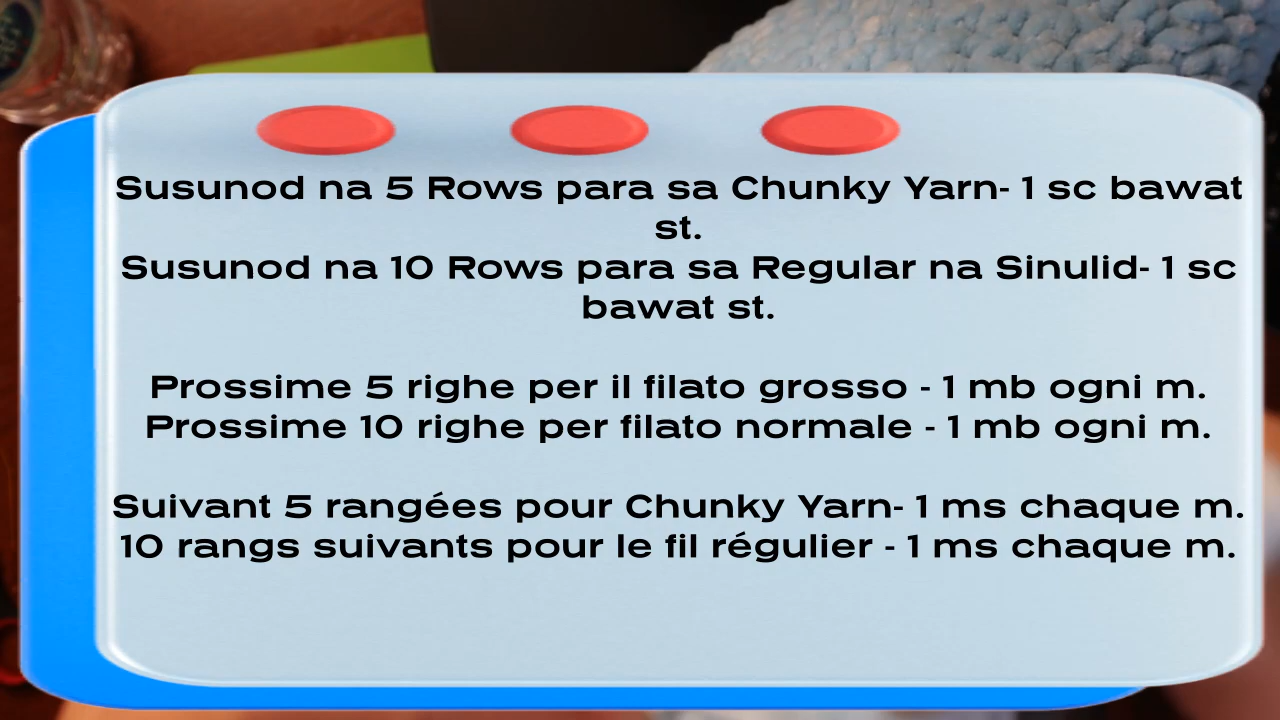 Susunod na 5 Rows para sa Chunky Yarn- 1 sc bawat
st.
Susunod na 10 Rows para sa Regular na Sinulid- 1 sc
bawat st.
Prossime 5 righe per il filato grosso - 1 mb ogni m.
Prossime 10 righe per filato normale - 1 mb ogni m.
Suivant 5 rangées pour Chunky Yarn- 1 ms chaque m.
10 rangs suivants pour le fil régulier - 1 ms chaque m.